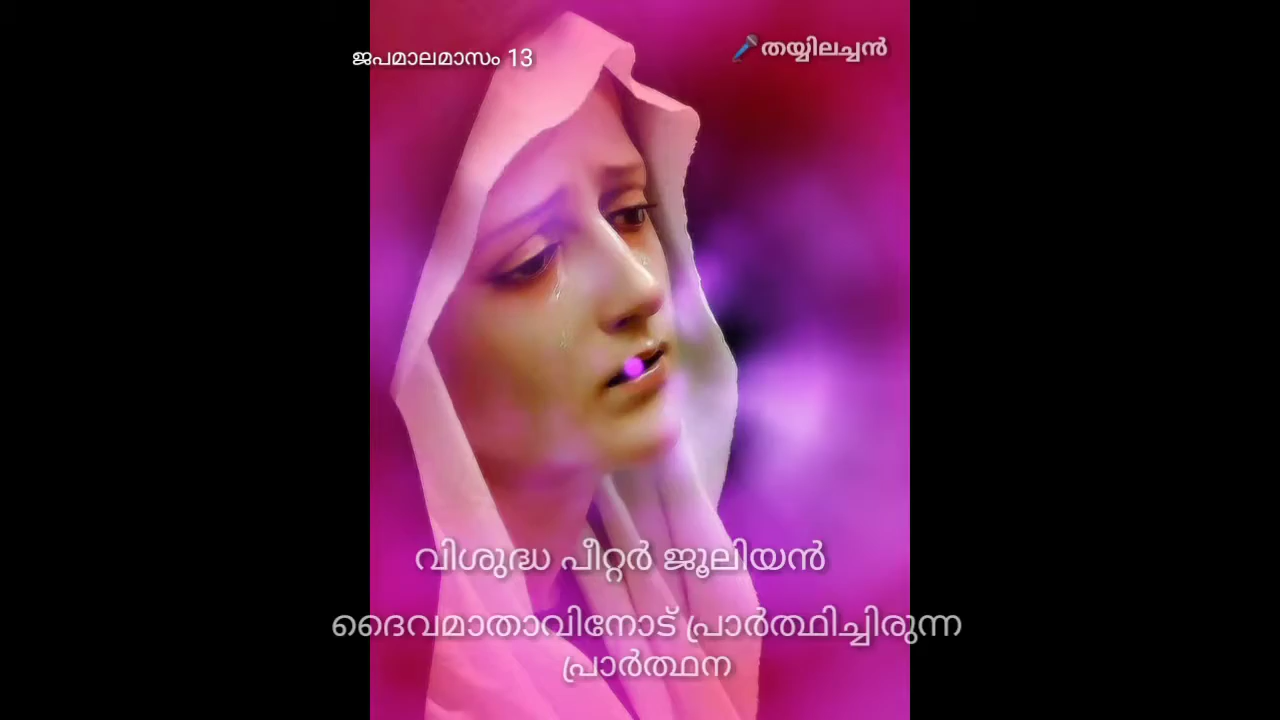 ജപമാലമാസം 13
🎤തയ്യിലച്ചൻ
വിശുദ്ധ പീറ്റർ ജൂലിയൻ
ദൈവമാതാവിനോട് പ്രാർത്ഥിച്ചിരുന്ന
പ്രാർത്ഥന